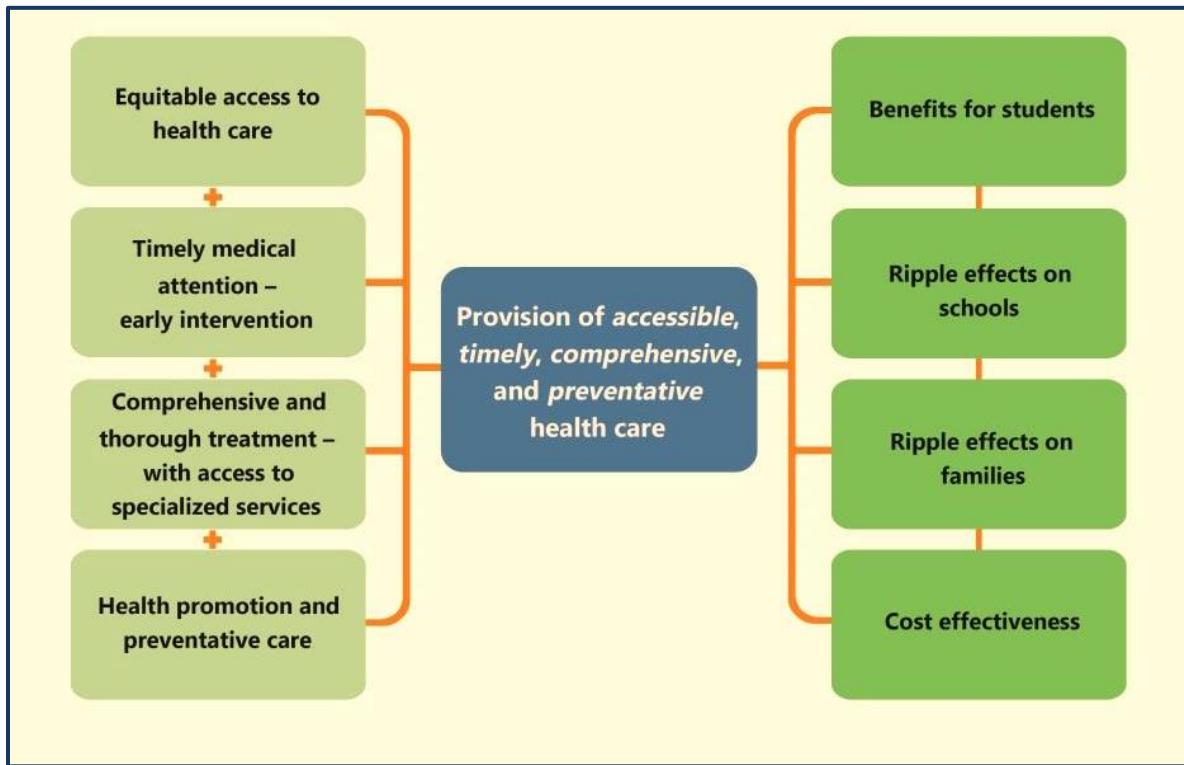 Equitable access to
health care
Timely medical
attention –
early intervention
Comprehensive and
thorough treatment –
with access to
specialized services
Health promotion and
preventative care
Provision of accessible,
timely, comprehensive,
and preventative
health care
Benefits for students
Ripple effects on
schools
Ripple effects on
families
Cost effectiveness